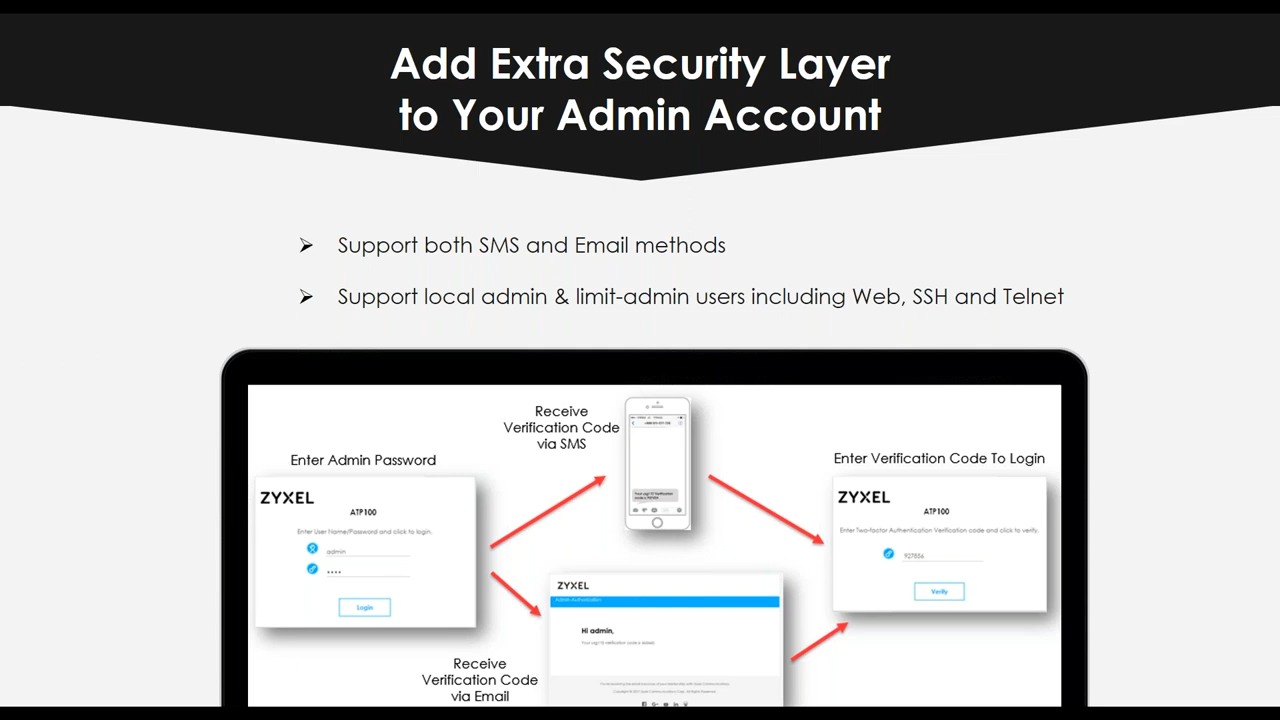 Add Extra Security Layer
to Your Admin Account
Support both SMS and Email methods
Support local admin & limit-admin users including Web, SSH and Telnet
Receive
Verification Code
via SMS
Enter Admin Password
Enter Verification Code To Login
ZYXEL
ATP100
Enter User Name/Password and click to login.
admin
Login
ZYXEL
ATP100
Enter Two-factor Authentication Verification code and click to verify.
927836
Verify
ZYXEL
Admin Authentication
Hi admin,
Receive
Verification Code
via Email